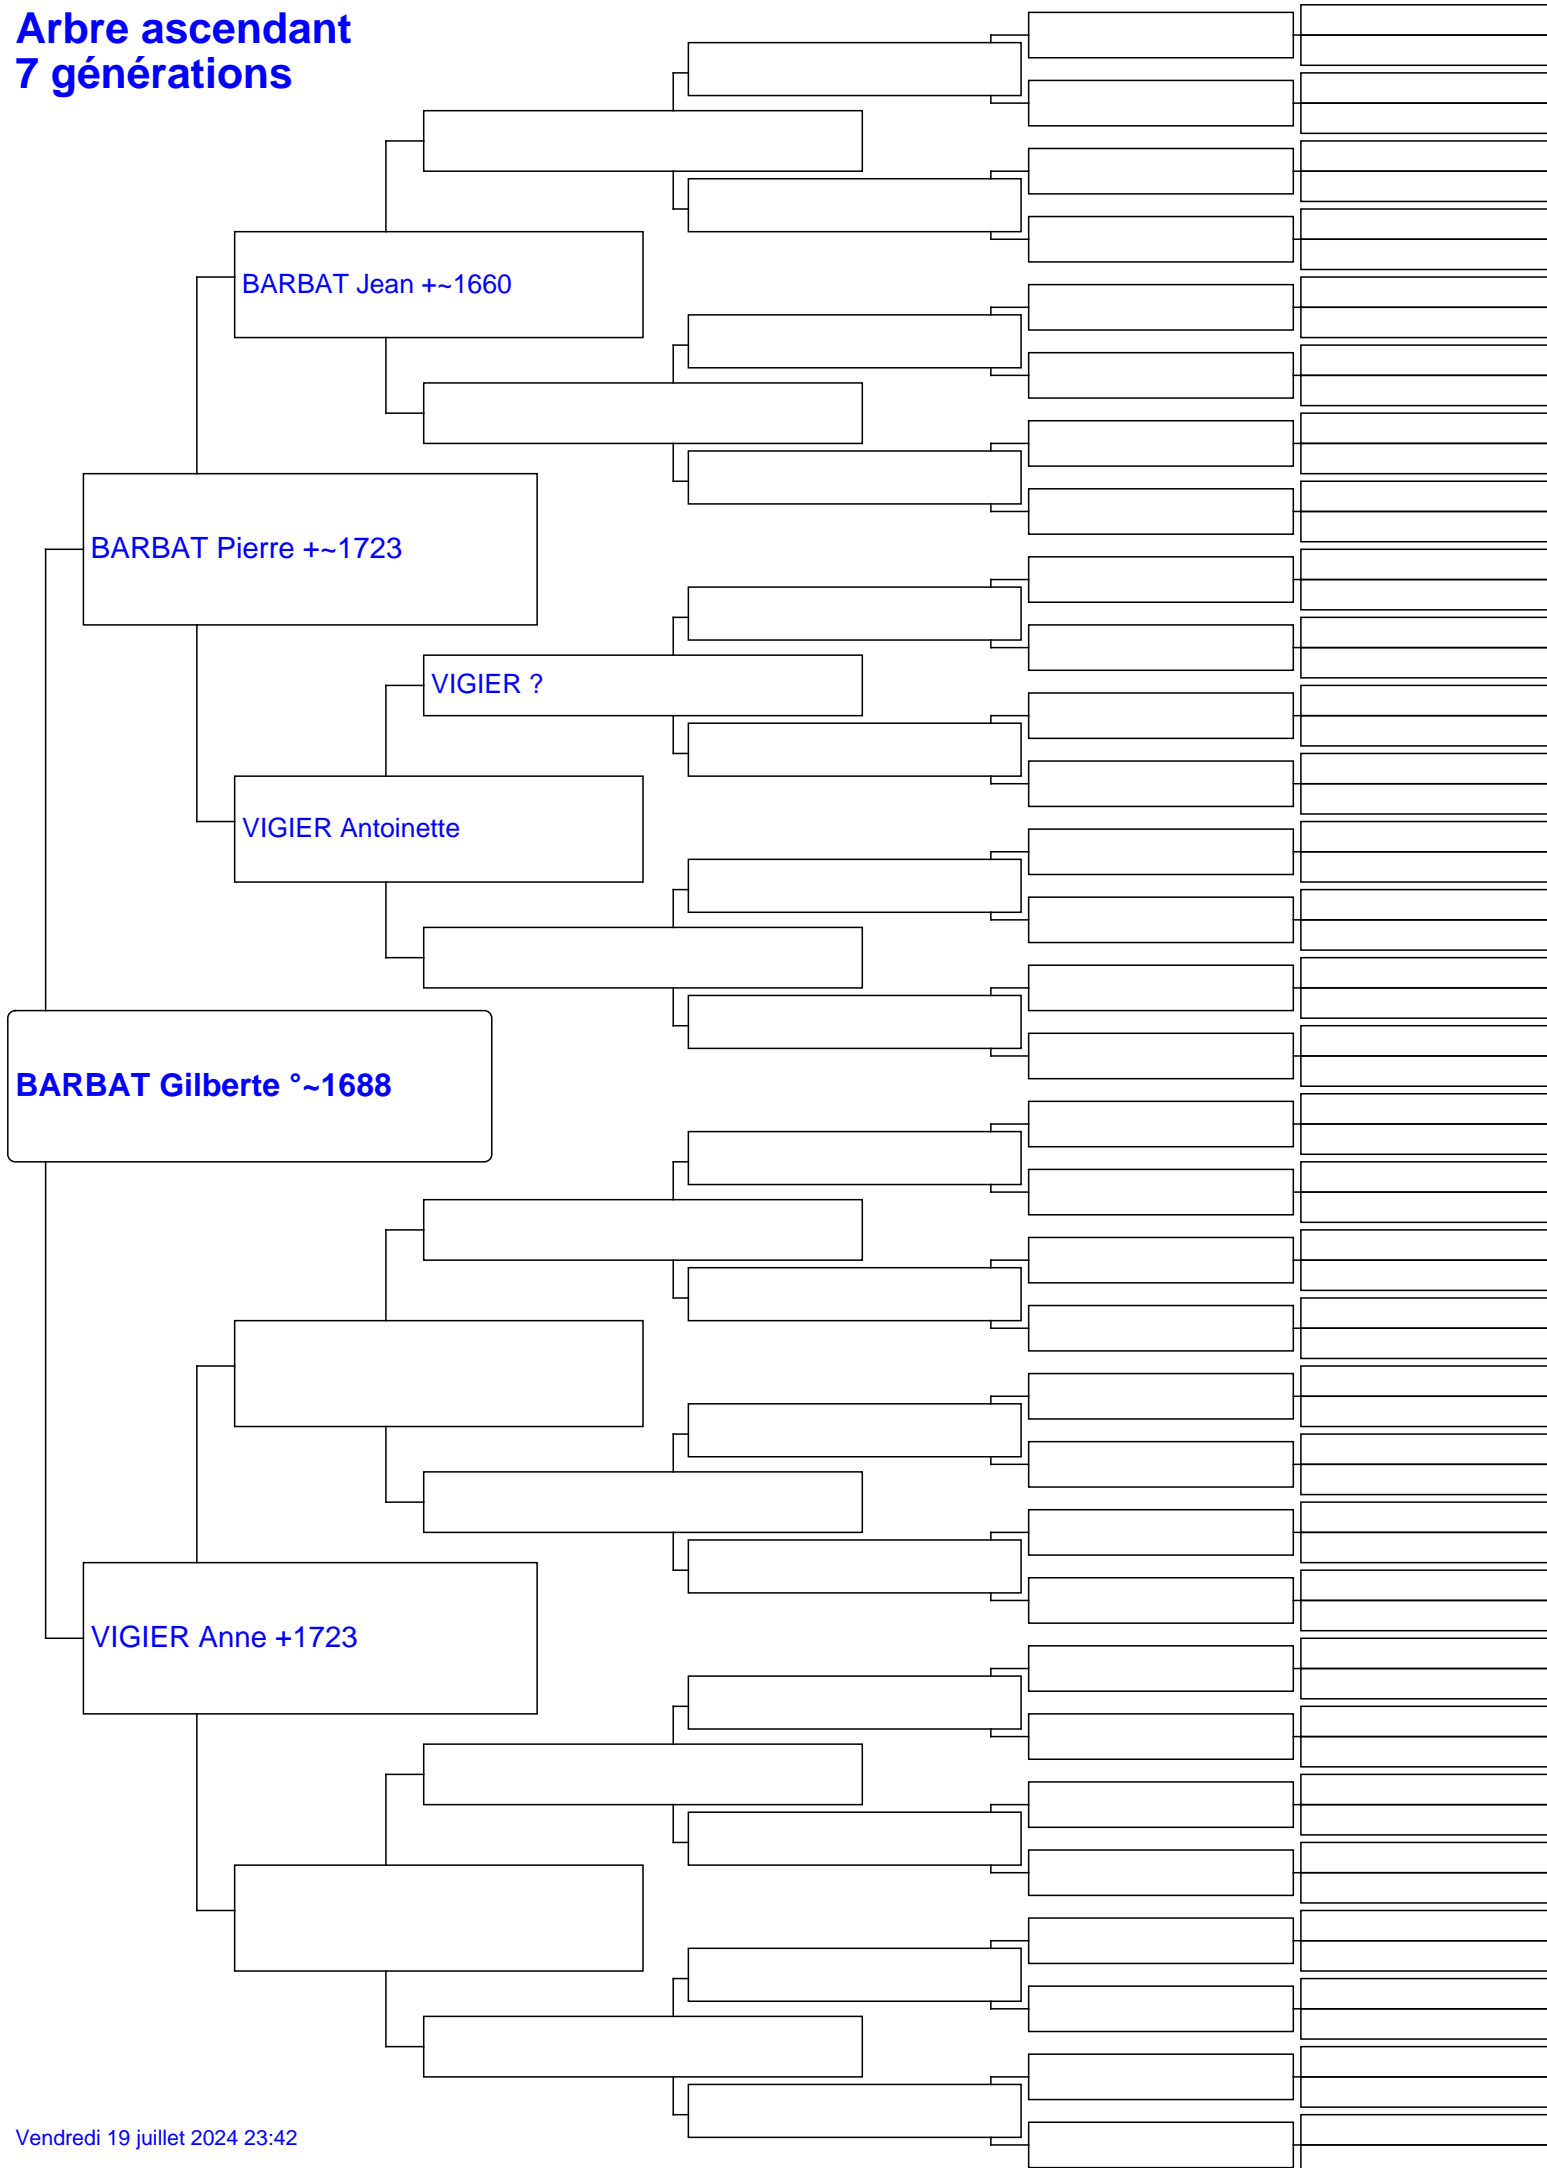 Arbre ascendant
7 générations
BARBAT Jean +~1660
BARBAT Pierre +~1723
VIGIER ?
VIGIER Antoinette
BARBAT Gilberte °~1688
VIGIER Anne +1723
Vendredi 19 juillet 2024 23:42